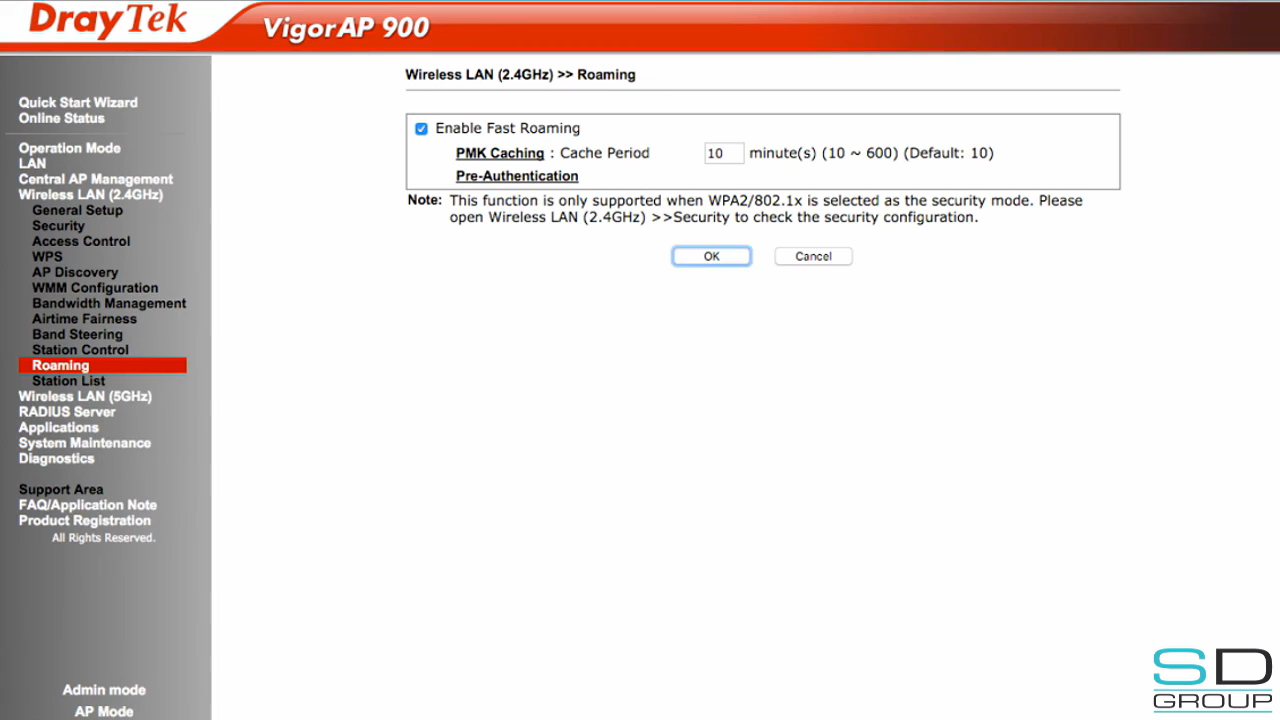 DrayTek
VigorAP 900
Quick Start Wizard
Online Status
Operation Mode
LAN
Central AP Management
Wireless LAN (2.4GHz)
General Setup
Security
Access Control
WPS
AP Discovery
WMM Configuration
Bandwidth Management
Airtime Fairness
Band Steering
Station Control
Roaming
Station List
Wireless LAN (5GHz)
RADIUS Server
Applications
System Maintenance
Diagnostics
Support Area
FAQ/Application Note
Product Registration
All Rights Reserved.
Admin mode
AP Mode
Wireless LAN (2.4GHz) >> Roaming
Enable Fast Roaming
PMK Caching : Cache Period 10 minute(s) (10 ~ 600) (Default: 10)
Pre-Authentication
Note: This function is only supported when WPA2/802.1x is selected as the security mode. Please
open Wireless LAN (2.4GHz) >>Security to check the security configuration.
OK Cancel
SD
GROUP